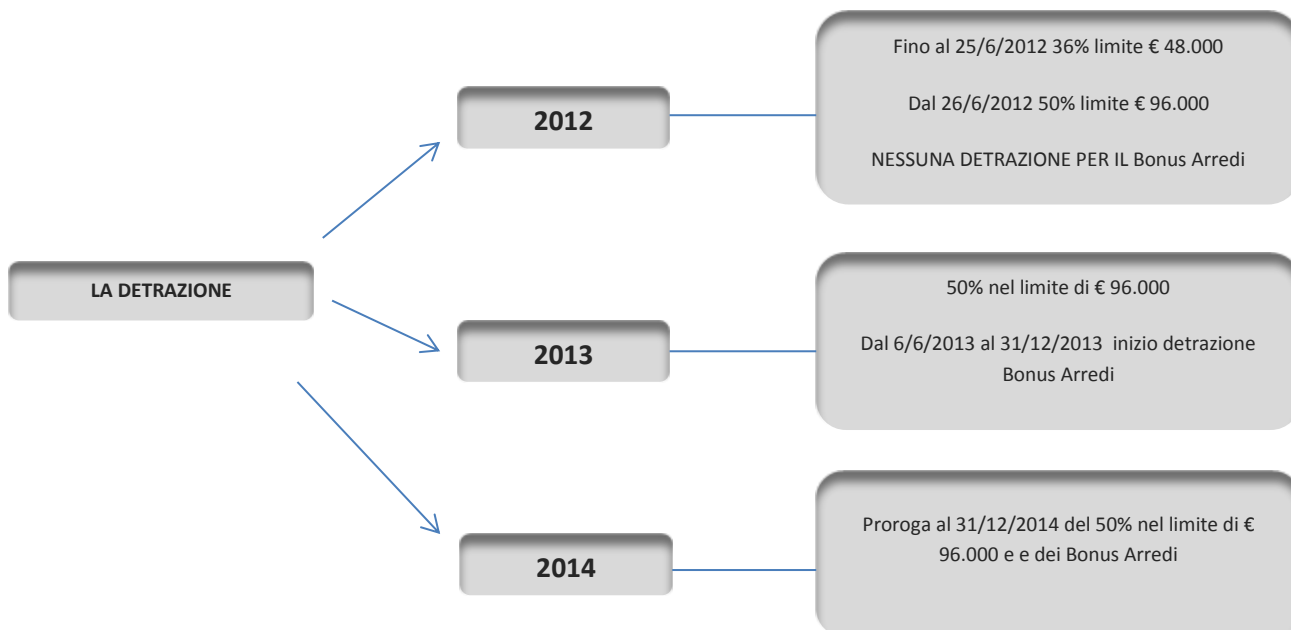 LA DETRAZIONE
2012
Fino al 25/6/2012 36% limite € 48.000
Dal 26/6/2012 50% limite € 96.000
NESSUNA DETRAZIONE PER IL Bonus Arredi
2013
50% nel limite di € 96.000
Dal 6/6/2013 al 31/12/2013 inizio detrazione
Bonus Arredi
2014
Proroga al 31/12/2014 del 50% nel limite di €
96.000 e e dei Bonus Arredi